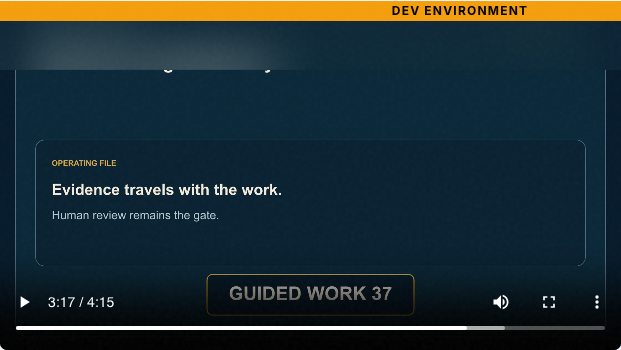 DEV ENVIRONMENT
OPERATING FILE
Evidence travels with the work.
Human review remains the gate.
GUIDED WORK 37
3:17 / 4:15